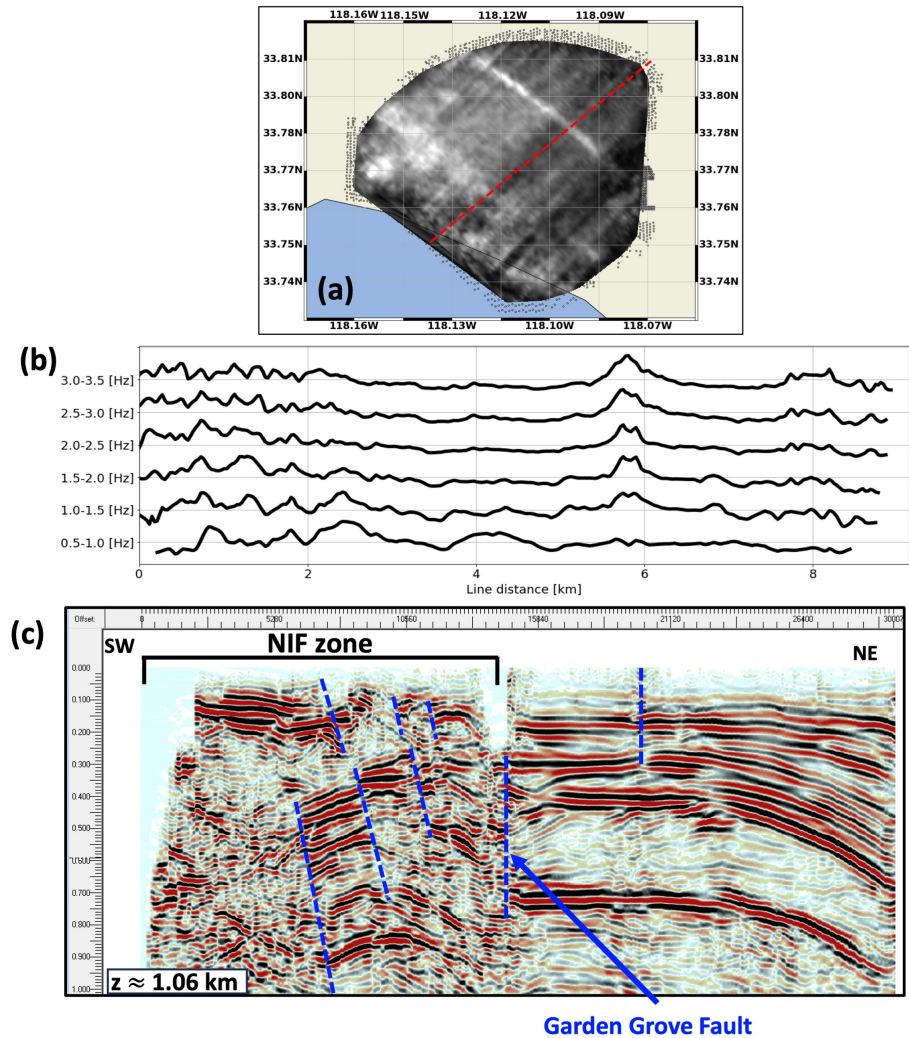 118.16W 118.15W 118.12W 118.09W
33.81N 33.81N
33.80N 33.80N
33.78N 33.78N
33.77N 33.77N
33.76N 33.76N
33.75N 33.75N
33.74N 33.74N
(a)
118.16W 118.13W 118.10W 118.07W
(b)
3.0-3.5 [Hz]
2.5-3.0 [Hz]
2.0-2.5 [Hz]
1.5-2.0 [Hz]
1.0-1.5 [Hz]
0.5-1.0 [Hz]
0 2 4 6 8
Line distance [km]
(c)
Offset: 0 5280 10560 15840 21120 26400 30007
SW NIF zone NE
0.000
0.100
0.200
0.300
0.400
0.500
0.700
0.800
0.900
1.000
z ≈ 1.06 km
Garden Grove Fault